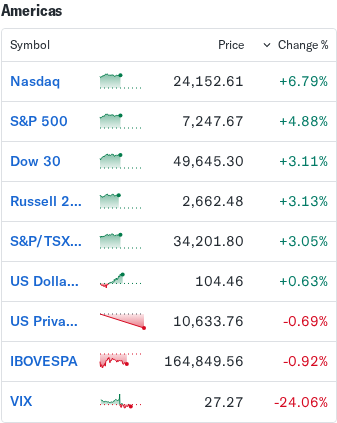 Americas
Symbol Price Change %
Nasdaq 24,152.61 +6.79%
S&P 500 7,247.67 +4.88%
Dow 30 49,645.30 +3.11%
Russell 2... 2,662.48 +3.13%
S&P/TSX... 34,201.80 +3.05%
US Dolla... 104.46 +0.63%
US Priva... 10,633.76 -0.69%
IBOVESPA 164,849.56 -0.92%
VIX 27.27 -24.06%